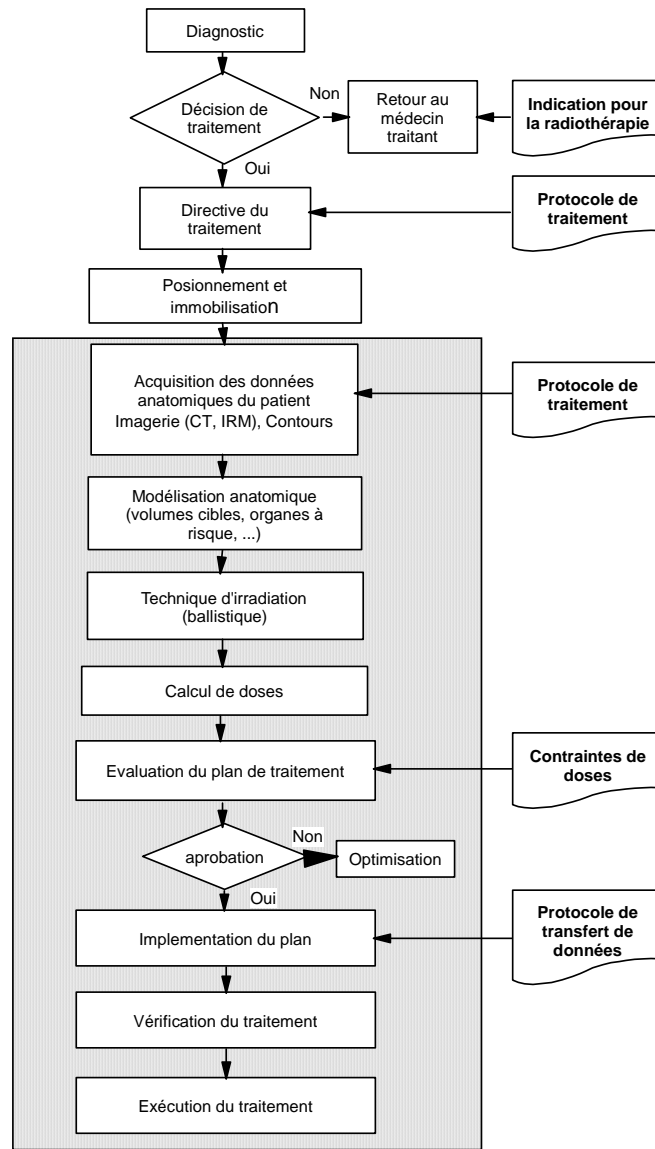 Diagnostic
Décision de
traitement
Non
Retour au
médecin
traitant
Indication pour
la radiothérapie
Oui
Directive du
traitement
Protocole de
traitement
Posionnement et
immobilisation
Acquisition des données
anatomiques du patient
Imagerie (CT, IRM), Contours
Protocole de
traitement
Modélisation anatomique
(volumes cibles, organes à
risque, ...)
Technique d'irradiation
(ballistique)
Calcul de doses
Evaluation du plan de traitement
Contraintes de
doses
aprobation
Non
Optimisation
Oui
Implementation du plan
Protocole de
transfert de
données
Vérification du traitement
Exécution du traitement